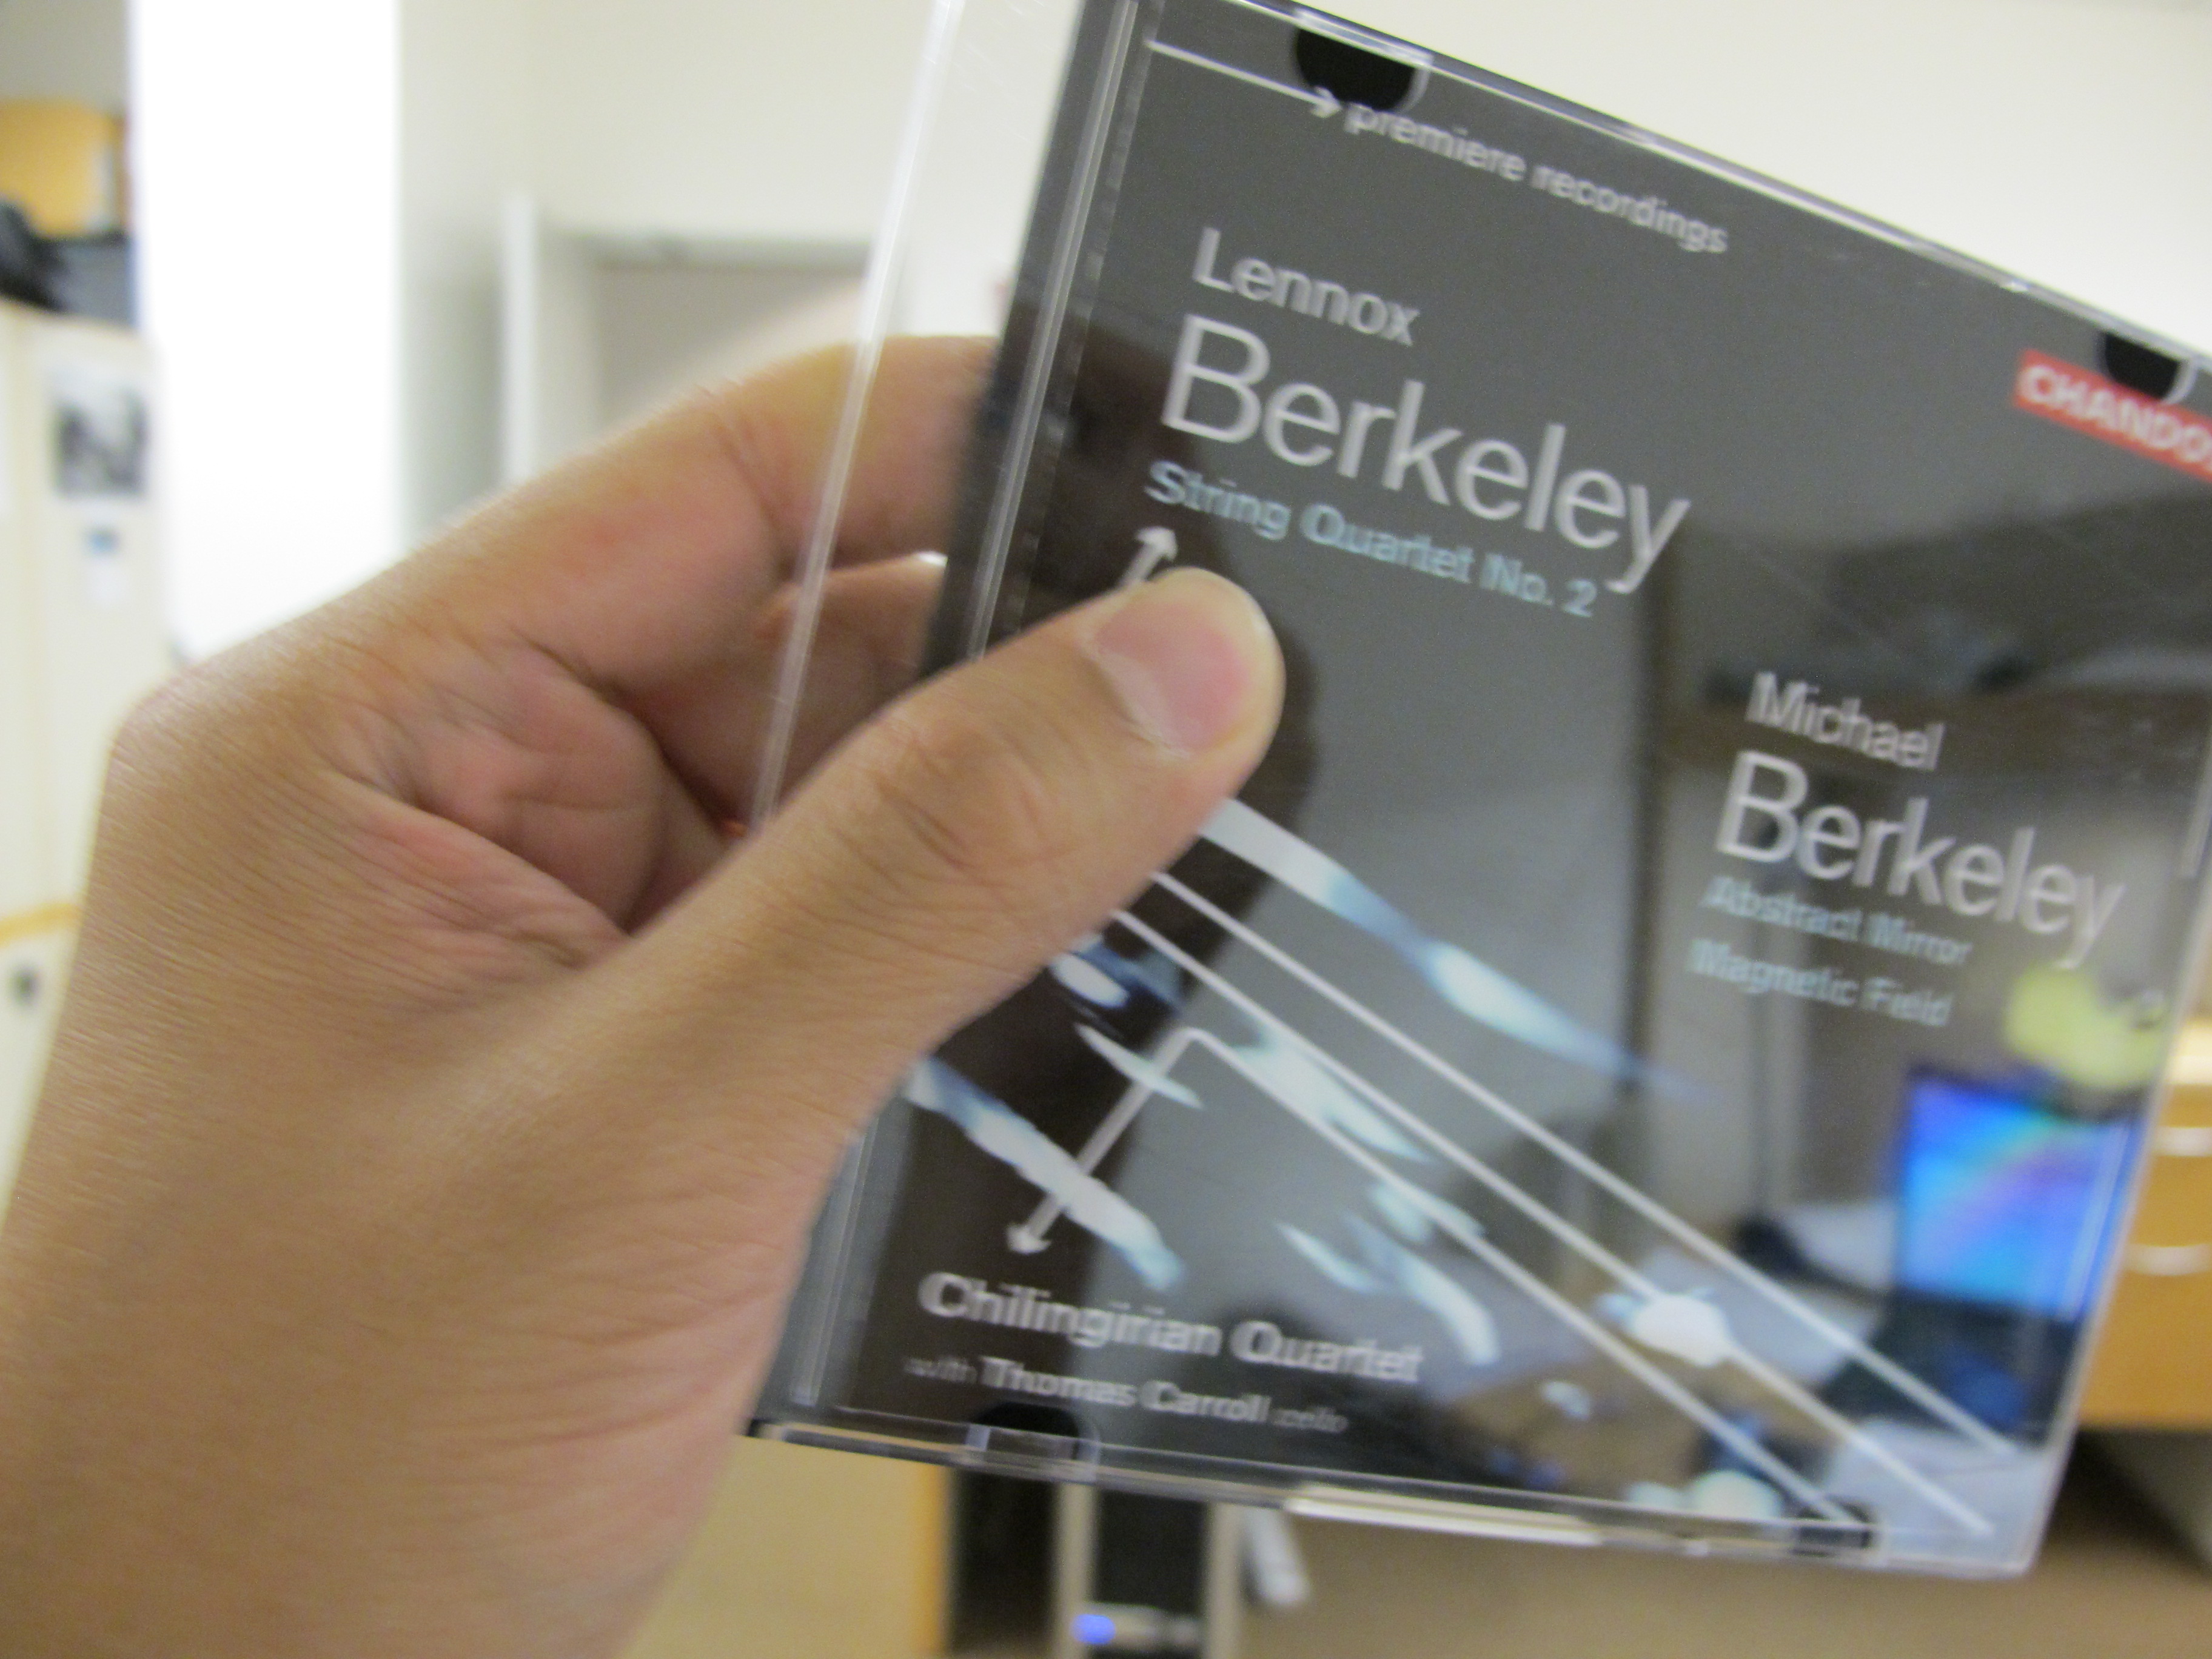 premiere recordings
Lennox
Berkeley
String Quartet No. 2
CHANDOS
Michael
Berkeley
Abstract Mirror
Magnetic Field
Chilingirian Quartet
with Thomas Carroll cello